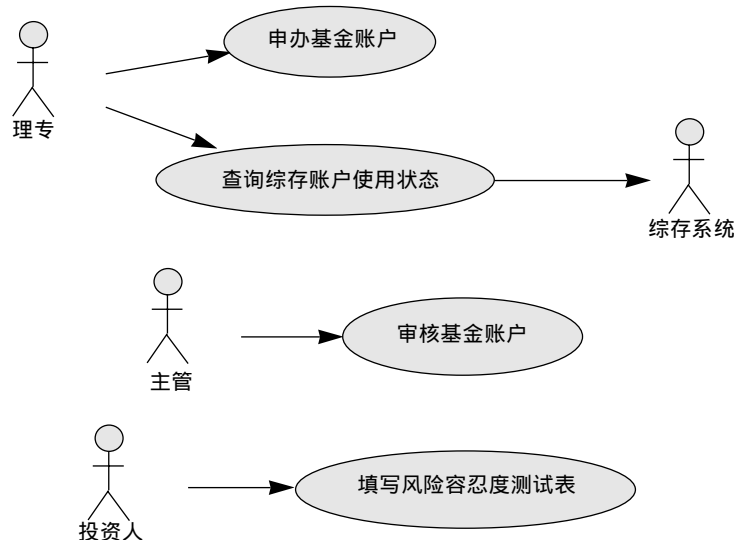 申办基金账户
理专
查询综存账户使用状态
综存系统
审核基金账户
主管
填写风险容忍度测试表
投资人